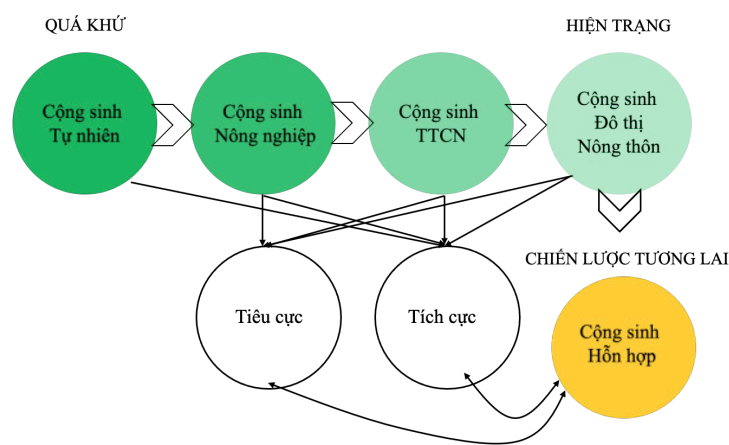 QUÁ KHỨ
HIỆN TRẠNG
Cộng sinh
Tự nhiên
Cộng sinh
Nông nghiệp
Cộng sinh
TTCN
Cộng sinh
Đô thị
Nông thôn
CHIẾN LƯỢC TƯƠNG LAI
Tiêu cực
Tích cực
Cộng sinh
Hỗn hợp